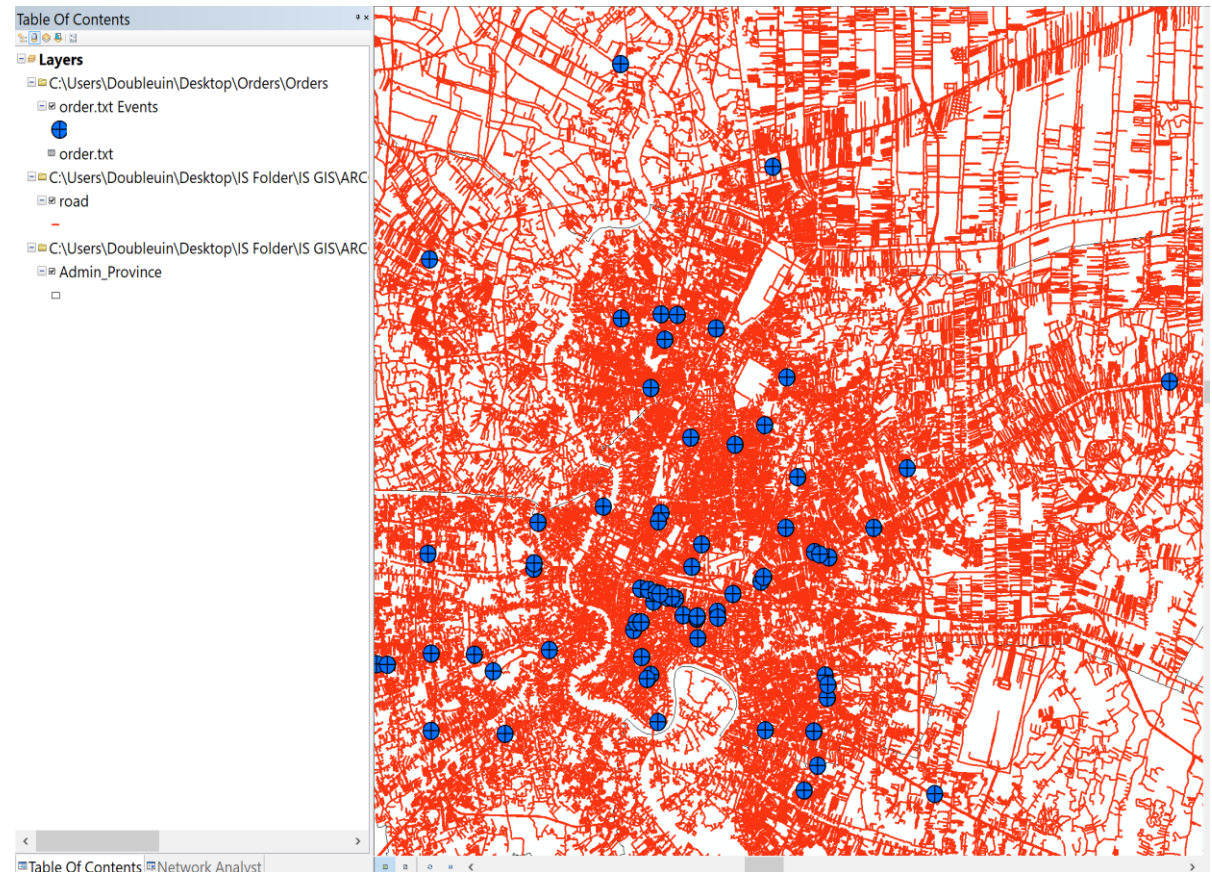 Table Of Contents
Layers
C:\Users\Doubleuin\Desktop\Orders\Orders
order.txt Events
order.txt
C:\Users\Doubleuin\Desktop\IS Folder\IS GIS\ARC
road
C:\Users\Doubleuin\Desktop\IS Folder\IS GIS\ARC
Admin_Province
Table Of Contents Network Analyst